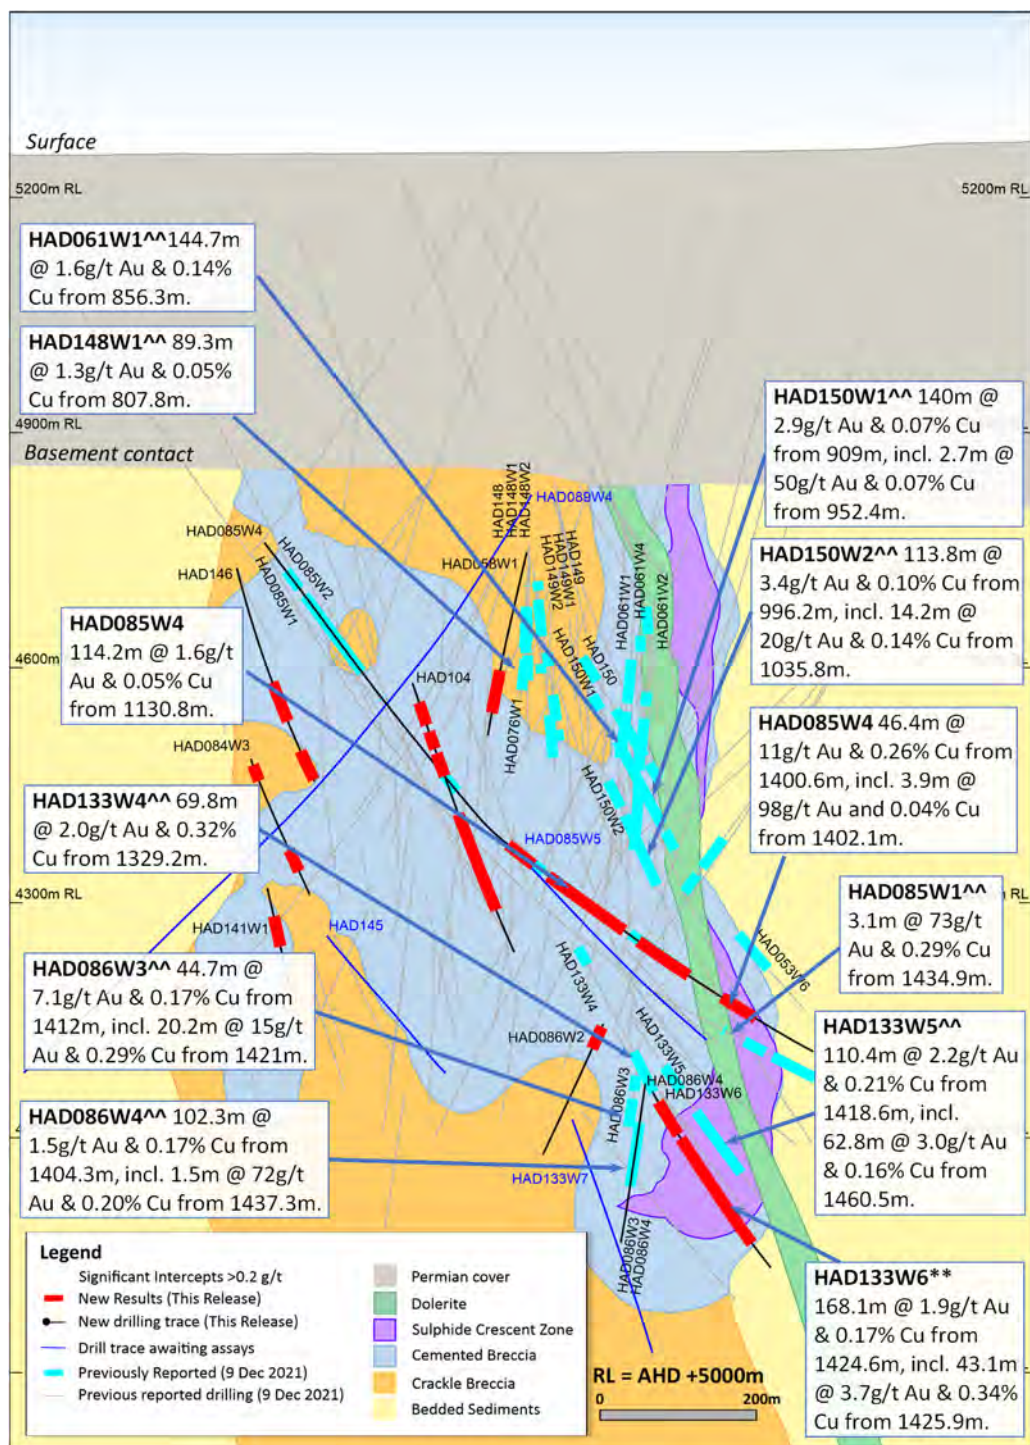 Surface
5200m RL
5200m RL
HAD061W1^^144.7m
@ 1.6g/t Au & 0.14%
Cu from 856.3m.
HAD148W1^^ 89.3m
@ 1.3g/t Au & 0.05%
Cu from 807.8m.
HAD150W1^^ 140m @
2.9g/t Au & 0.07% Cu
from 909m, incl. 2.7m @
50g/t Au & 0.07% Cu
from 952.4m.
4900m RL
Basement contact
HAD148
HAD148W1
HAD148W2
HAD089W4
HAD085W4
HAD085W2
HAD085W1
HAD146
HAD058W1
HAD149
HAD149W1
HAD149W2
HAD061W1
HAD061W4
HAD061W2
HAD150W2^^ 113.8m @
3.4g/t Au & 0.10% Cu from
996.2m, incl. 14.2m @
20g/t Au & 0.14% Cu from
1035.8m.
HAD085W4
114.2m @ 1.6g/t
Au & 0.05% Cu
from 1130.8m.
4600m
HAD104
HAD150
HAD150W1
HAD076W1
HAD150W2
HAD084W3
HAD085W4 46.4m @
11g/t Au & 0.26% Cu from
1400.6m, incl. 3.9m @
98g/t Au and 0.04% Cu
from 1402.1m.
HAD133W4^^ 69.8m
@ 2.0g/t Au & 0.32%
Cu from 1329.2m.
HAD085W5
4300m RL
RL
HAD085W1^^
3.1m @ 73g/t
Au & 0.29% Cu
from 1434.9m.
HAD141W1
HAD145
HAD053W6
HAD133W4
HAD086W3^^ 44.7m @
7.1g/t Au & 0.17% Cu from
1412m, incl. 20.2m @ 15g/t
Au & 0.29% Cu from 1421m.
HAD086W2
HAD133W5
HAD086W4
HAD133W6
HAD086W3
HAD133W5^^
110.4m @ 2.2g/t Au
& 0.21% Cu from
1418.6m, incl.
62.8m @ 3.0g/t Au
& 0.16% Cu from
1460.5m.
HAD086W4^^ 102.3m @
1.5g/t Au & 0.17% Cu from
1404.3m, incl. 1.5m @ 72g/t
Au & 0.20% Cu from 1437.3m.
HAD133W7
HAD086W3
HAD086W4
HAD133W6**
168.1m @ 1.9g/t Au
& 0.17% Cu from
1424.6m, incl. 43.1m
@ 3.7g/t Au & 0.34%
Cu from 1425.9m.
Legend
Significant Intercepts >0.2 g/t
New Results (This Release)
New drilling trace (This Release)
Drill trace awaiting assays
Previously Reported (9 Dec 2021)
Previous reported drilling (9 Dec 2021)
Permian cover
Dolerite
Sulphide Crescent Zone
Cemented Breccia
Crackle Breccia
Bedded Sediments
RL = AHD +5000m
0
200m